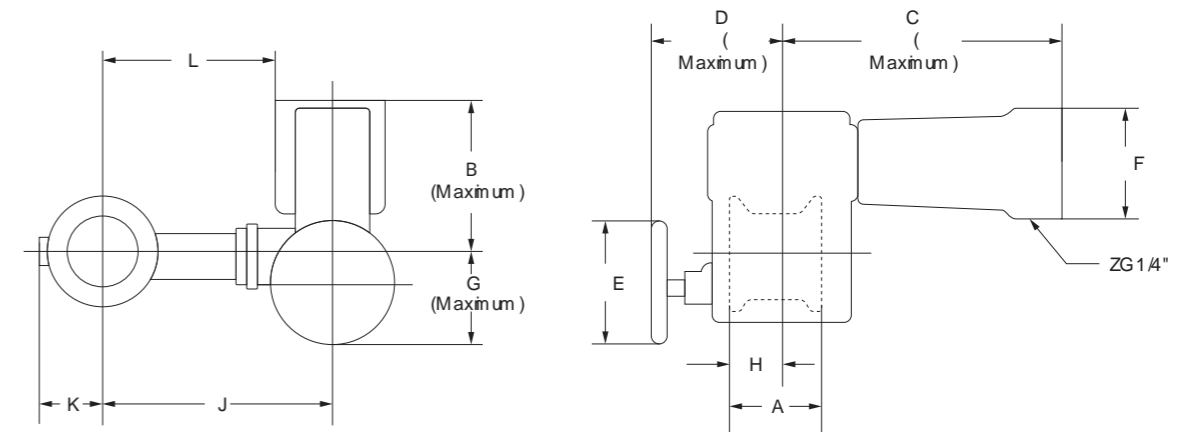 L
B
(Maximum)
G
(Maximum)
K
J
D
(
Maximum)
C
(
Maximum)
F
E
ZG1/4"
H
A